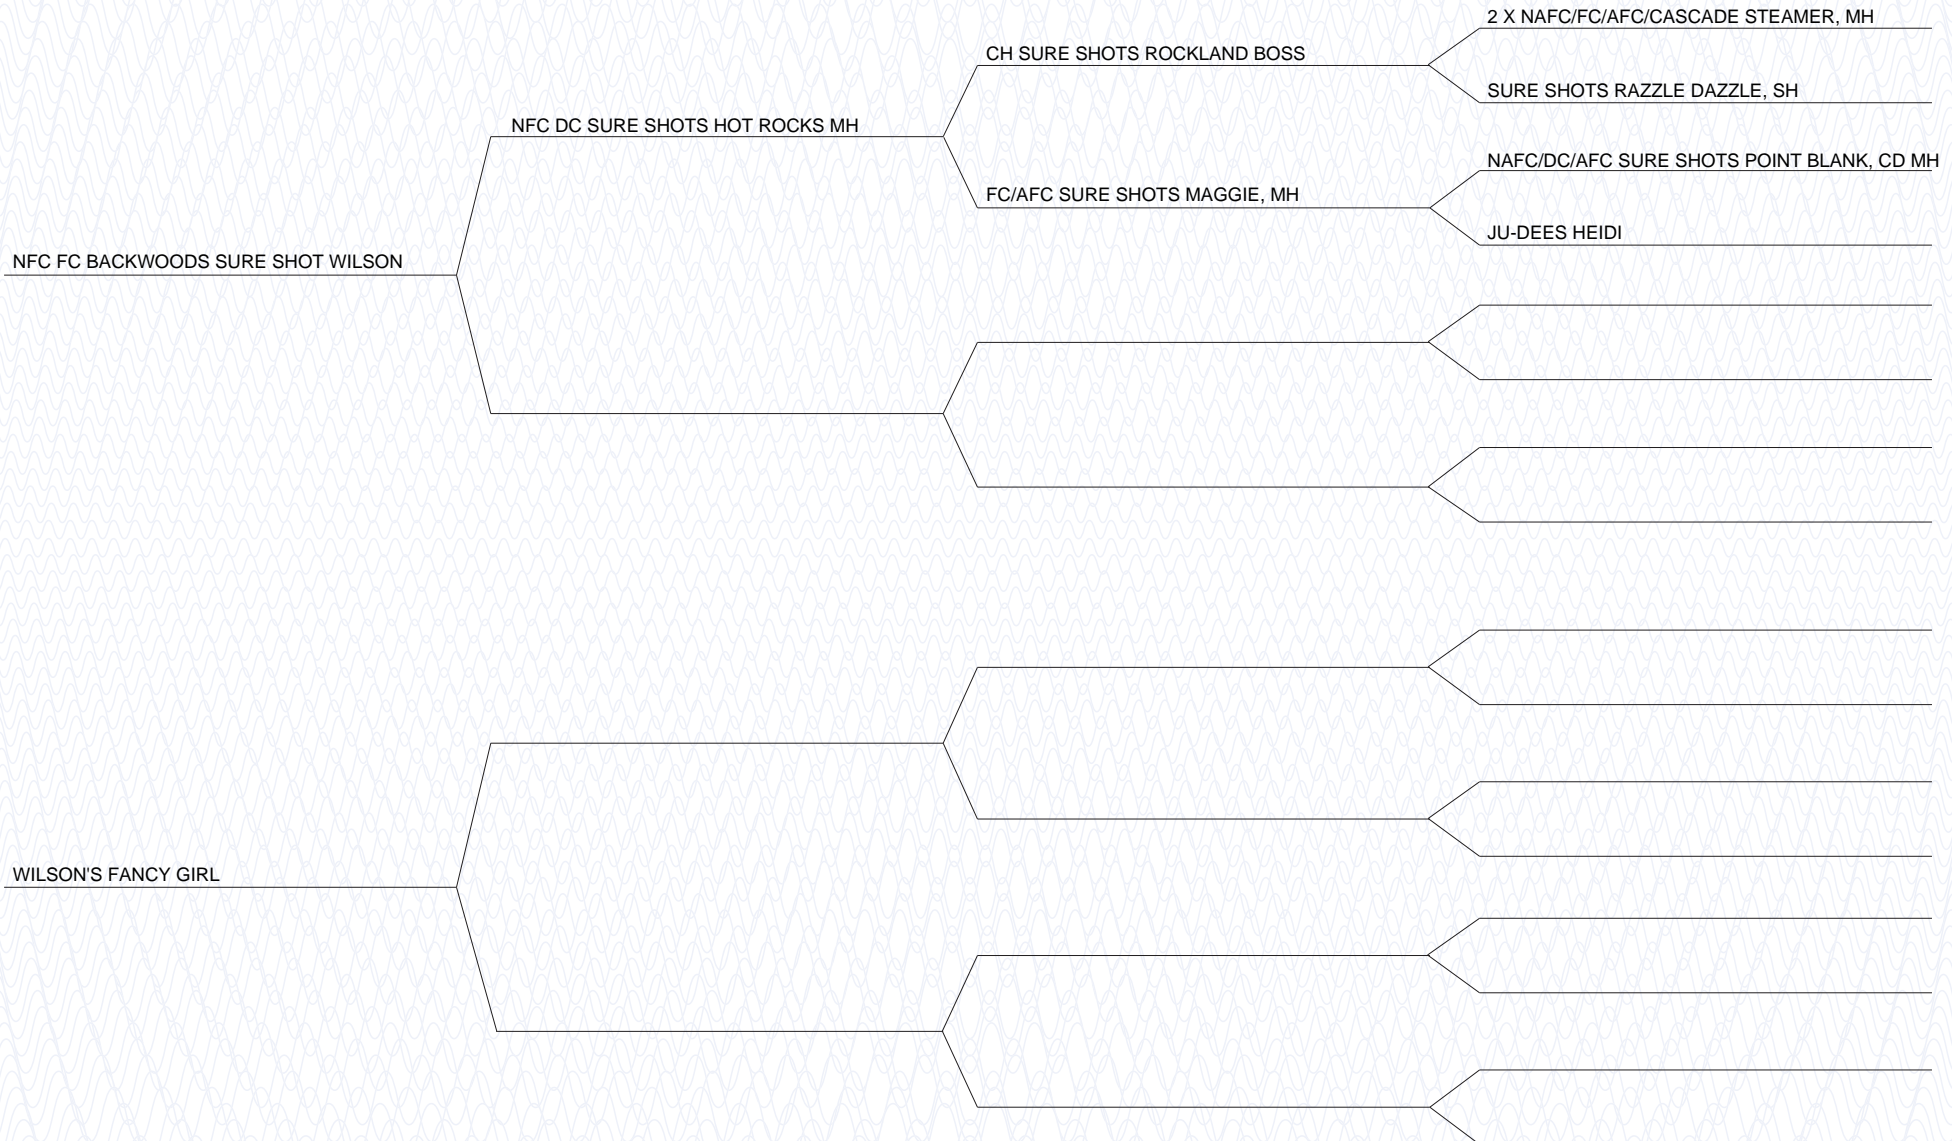 2 X NAFC/FC/AFC/CASCADE STEAMER, MH
CH SURE SHOTS ROCKLAND BOSS
SURE SHOTS RAZZLE DAZZLE, SH
NFC DC SURE SHOTS HOT ROCKS MH
NAFC/DC/AFC SURE SHOTS POINT BLANK, CD MH
FC/AFC SURE SHOTS MAGGIE, MH
JU-DEES HEIDI
NFC FC BACKWOODS SURE SHOT WILSON
WILSON'S FANCY GIRL